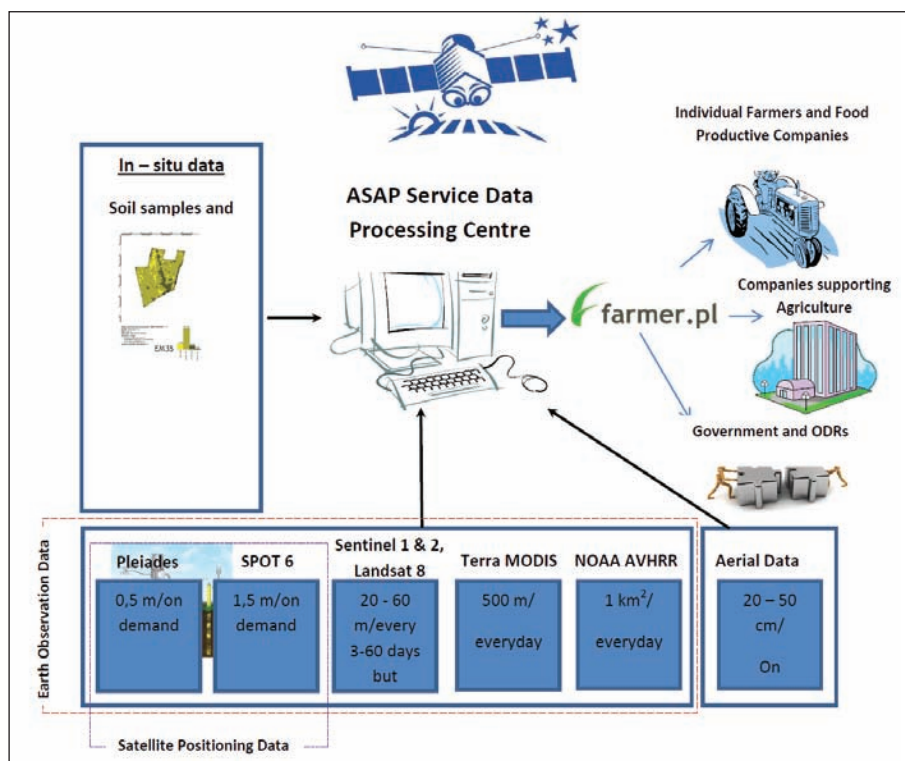 Individual Farmers and Food
Productive Companies
In – situ data
Soil samples and
EM38
ASAP Service Data
Processing Centre
farmer.pl
Companies supporting
Agriculture
Government and ODRs
Earth Observation Data
Pleiades
0,5 m/on
demand
SPOT 6
1,5 m/on
demand
Sentinel 1 & 2,
Landsat 8
20 - 60
m/every
3-60 days
but
Terra MODIS
500 m/
everyday
NOAA AVHRR
1 km²/
everyday
Aerial Data
20 – 50
cm/
On
Satellite Positioning Data